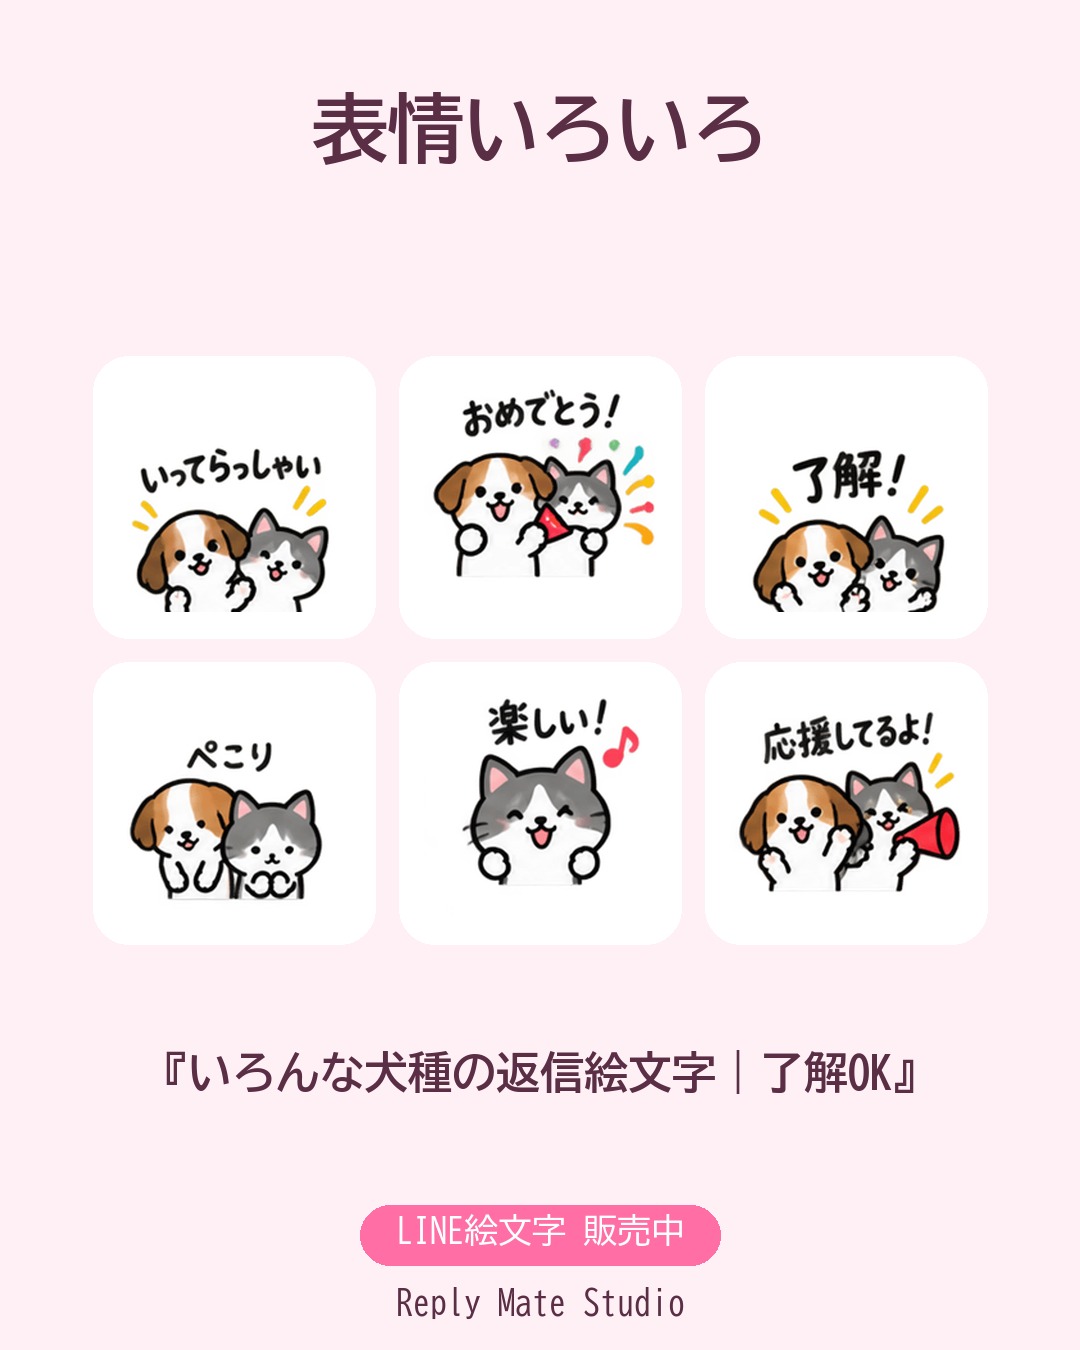 表情いろいろ
いってらっしゃい
おめでとう!
了解!
ぺこり
楽しい!
応援してるよ!
『いろんな犬種の返信絵文字｜了解OK』
LINE絵文字 販売中
Reply Mate Studio